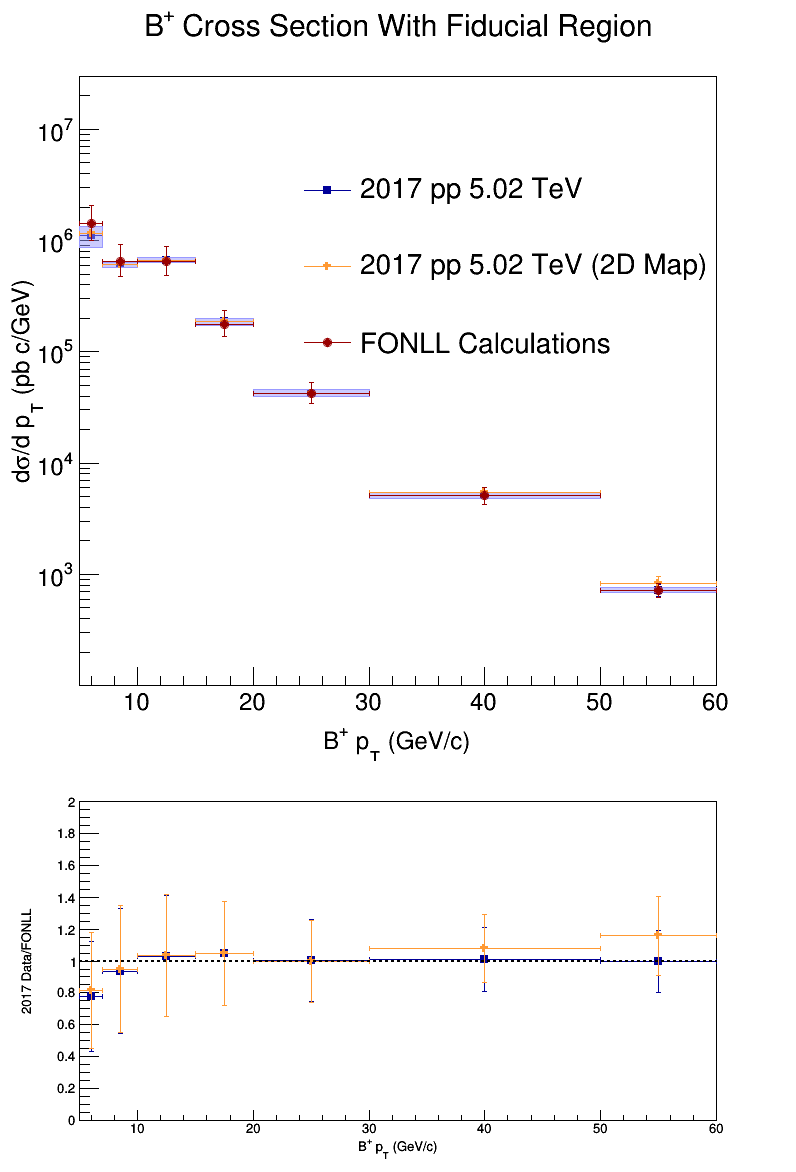 B⁺ Cross Section With Fiducial Region
10⁷
10⁶
10⁵
10⁴
10³
dσ/d p_T (pb c/GeV)
2017 pp 5.02 TeV
2017 pp 5.02 TeV (2D Map)
FONLL Calculations
10 20 30 40 50 60
B⁺ p_T (GeV/c)
2
1.8
1.6
1.4
1.2
1
0.8
0.6
0.4
0.2
0
2017 Data/FONLL
10 20 30 40 50 60
B⁺ p_T (GeV/c)